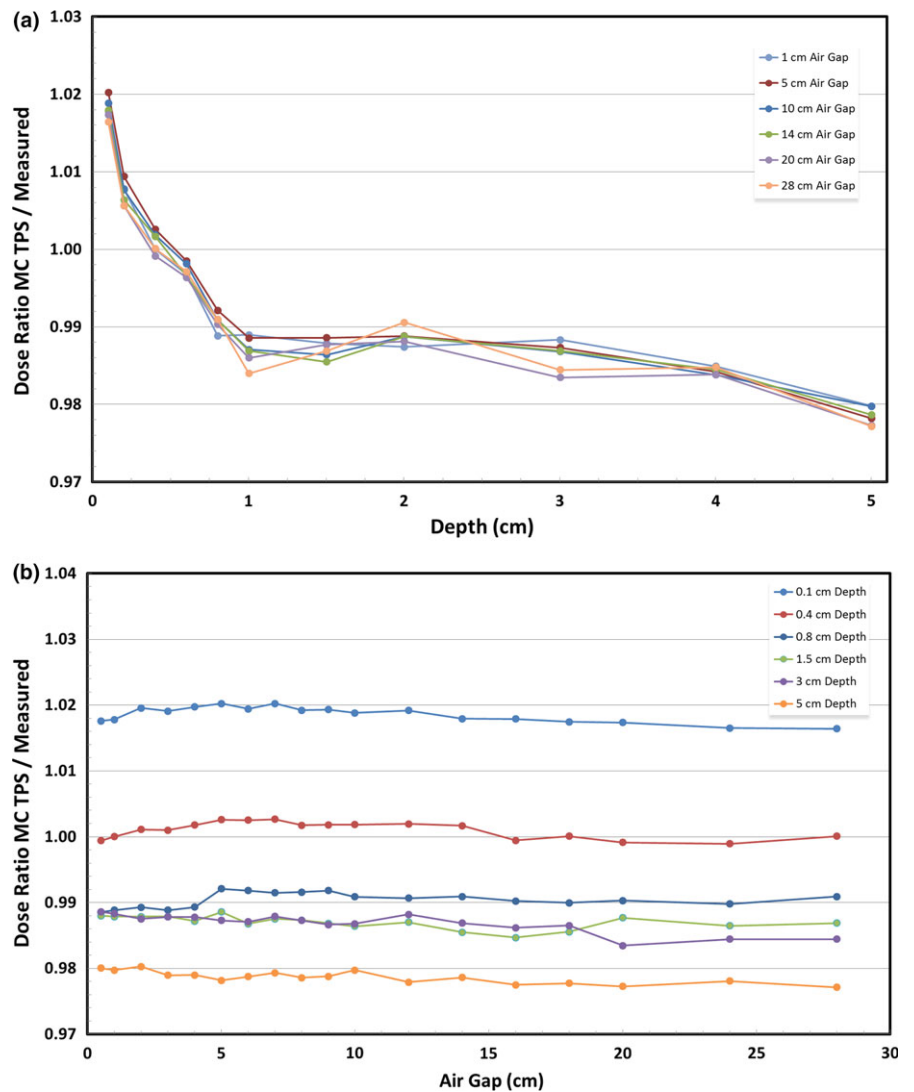 (a)
1.03
1.02
1.01
1.00
0.99
0.98
0.97
Dose Ratio MC TPS / Measured
1 cm Air Gap
5 cm Air Gap
10 cm Air Gap
14 cm Air Gap
20 cm Air Gap
28 cm Air Gap
0 1 2 3 4 5
Depth (cm)
(b)
1.04
1.03
1.02
1.01
1.00
0.99
0.98
0.97
Dose Ratio MC TPS / Measured
0.1 cm Depth
0.4 cm Depth
0.8 cm Depth
1.5 cm Depth
3 cm Depth
5 cm Depth
0 5 10 15 20 25 30
Air Gap (cm)